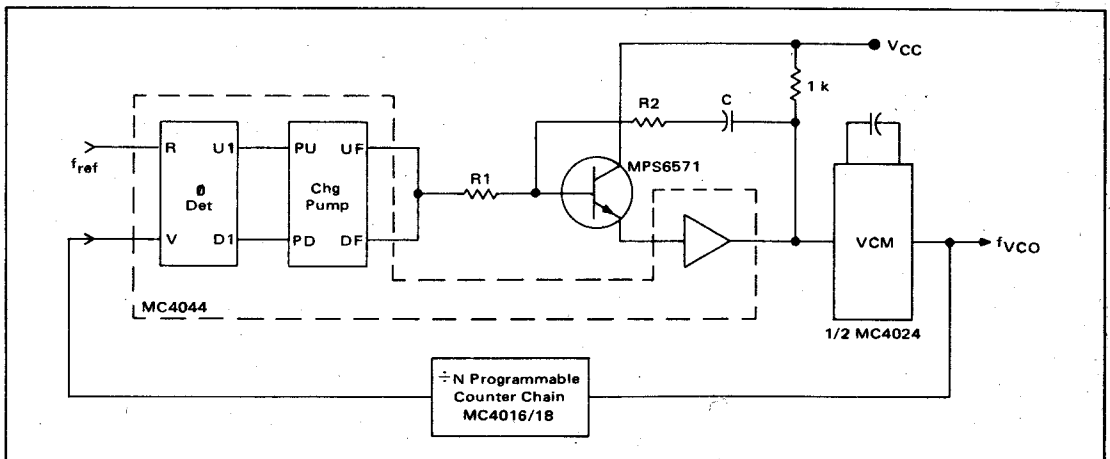 VCC
1 k
R2
C
MPS6571
fref
R
U1
PU
UF
ø
Det
Chg
Pump
V
D1
PD
DF
R1
VCM
fVCO
MC4044
1/2 MC4024
÷N Programmable
Counter Chain
MC4016/18